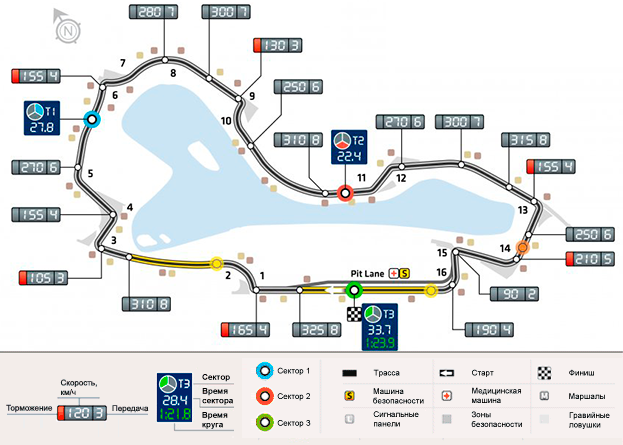 N
280 7
300 7
130 3
155 4
7
8
6
9
250 6
T1
27.8
10
310 8
T2
22.4
270 6
300 7
315 8
11
12
155 4
270 6
5
155 4
4
13
250 6
3
14
210 5
105 3
2
1
Pit Lane
S
15
16
90 2
310 8
165 4
325 8
T3
33.7
1:23.9
190 4
Скорость,
км/ч
Торможение
120 3
Передача
T3
28.4
1:21.8
Сектор
Время
сектора
Время
круга
Сектор 1
Сектор 2
Сектор 3
Трасса
Старт
Финиш
S
Машина
безопасности
Медицинская
машина
M
Маршалы
Сигнальные
панели
Зоны
безопасности
Гравийные
ловушки